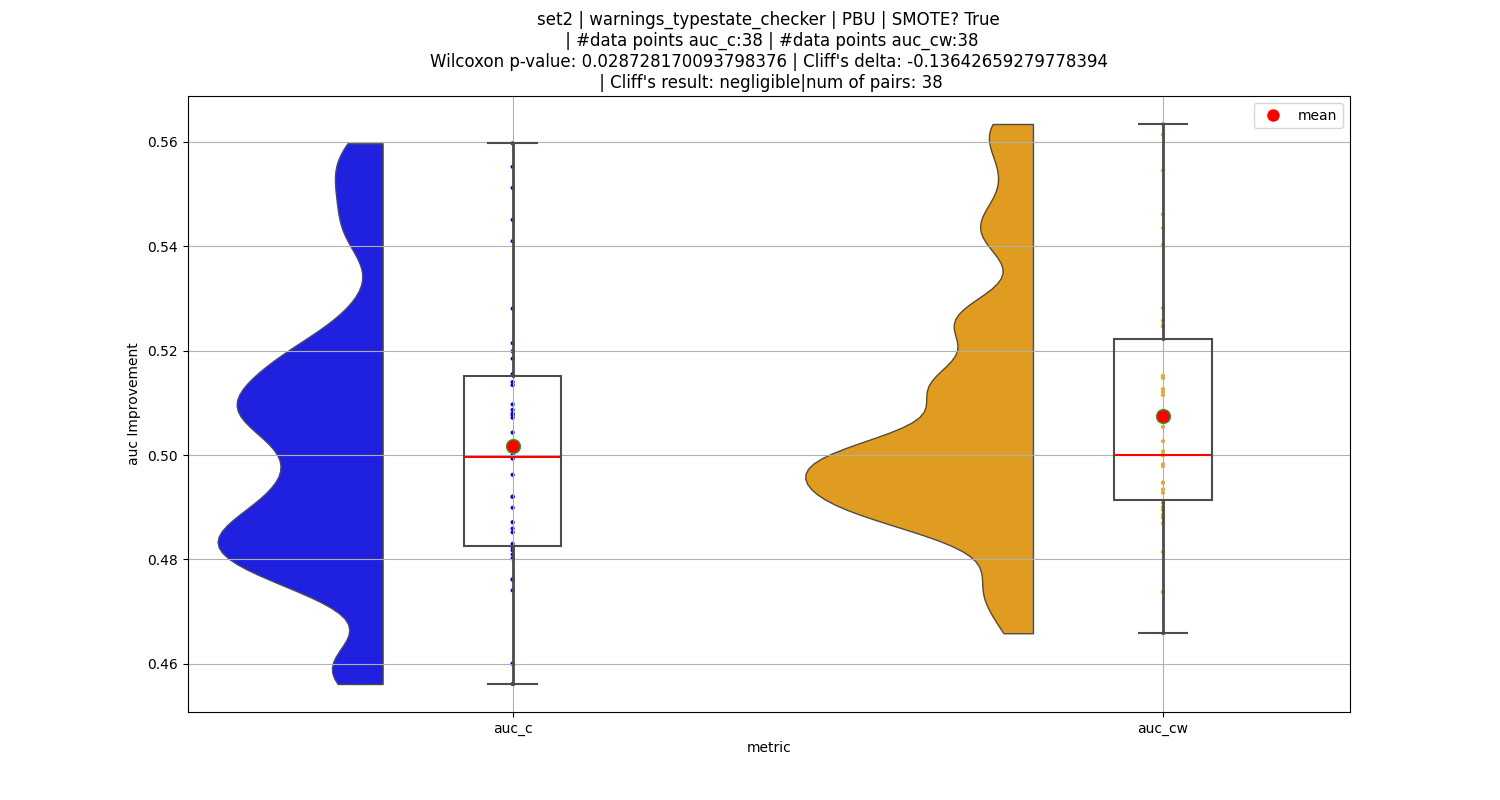 set2 | warnings_typestate_checker | PBU | SMOTE? True
| #data points auc_c:38 | #data points auc_cw:38
Wilcoxon p-value: 0.028728170093798376 | Cliff's delta: -0.13642659279778394
| Cliff's result: negligible|num of pairs: 38
mean
0.56
0.54
0.52
0.50
0.48
0.46
auc Improvement
auc_c
auc_cw
metric